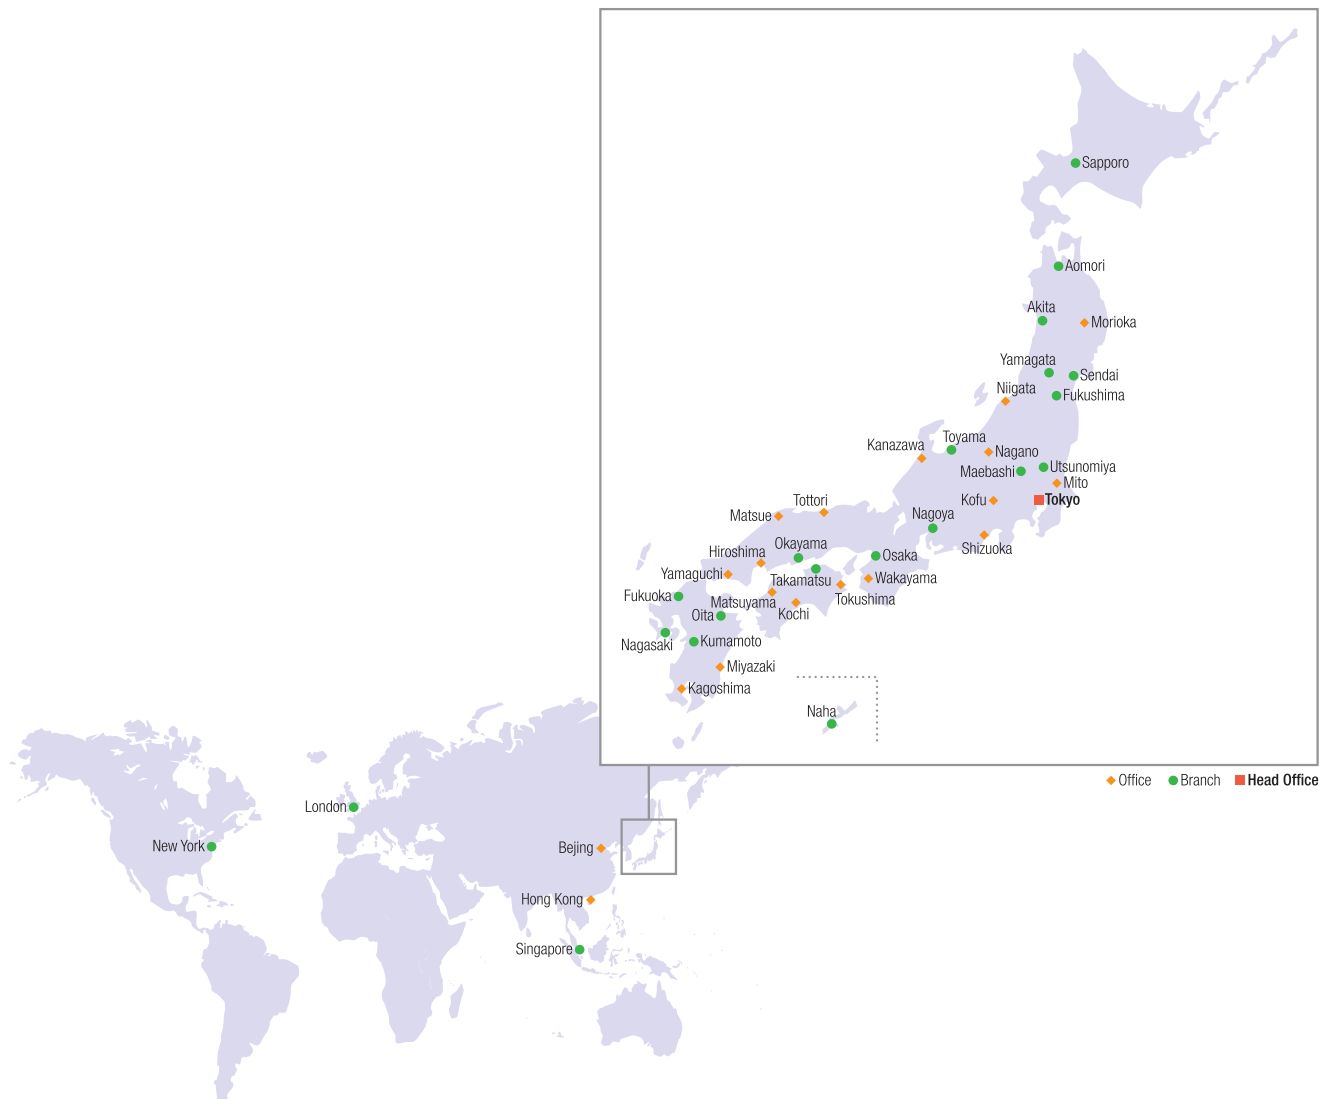 Sapporo
Aomori
Akita
Morioka
Yamagata
Sendai
Niigata
Fukushima
Toyama
Kanazawa
Nagano
Utsunomiya
Maebashi
Mito
Kofu
Tokyo
Tottori
Matsue
Nagoya
Okayama
Shizuoka
Hiroshima
Osaka
Yamaguchi
Takamatsu
Wakayama
Fukuoka
Matsuyama
Tokushima
Oita
Kochi
Nagasaki
Kumamoto
Miyazaki
Kagoshima
Naha
Office Branch Head Office
London
New York
Bejing
Hong Kong
Singapore